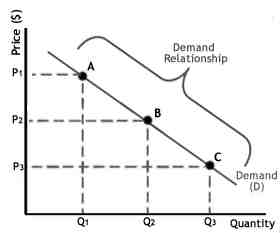 Price ($)
Demand
Relationship
P1
A
P2
B
P3
C
Demand
(D)
Q1
Q2
Q3
Quantity